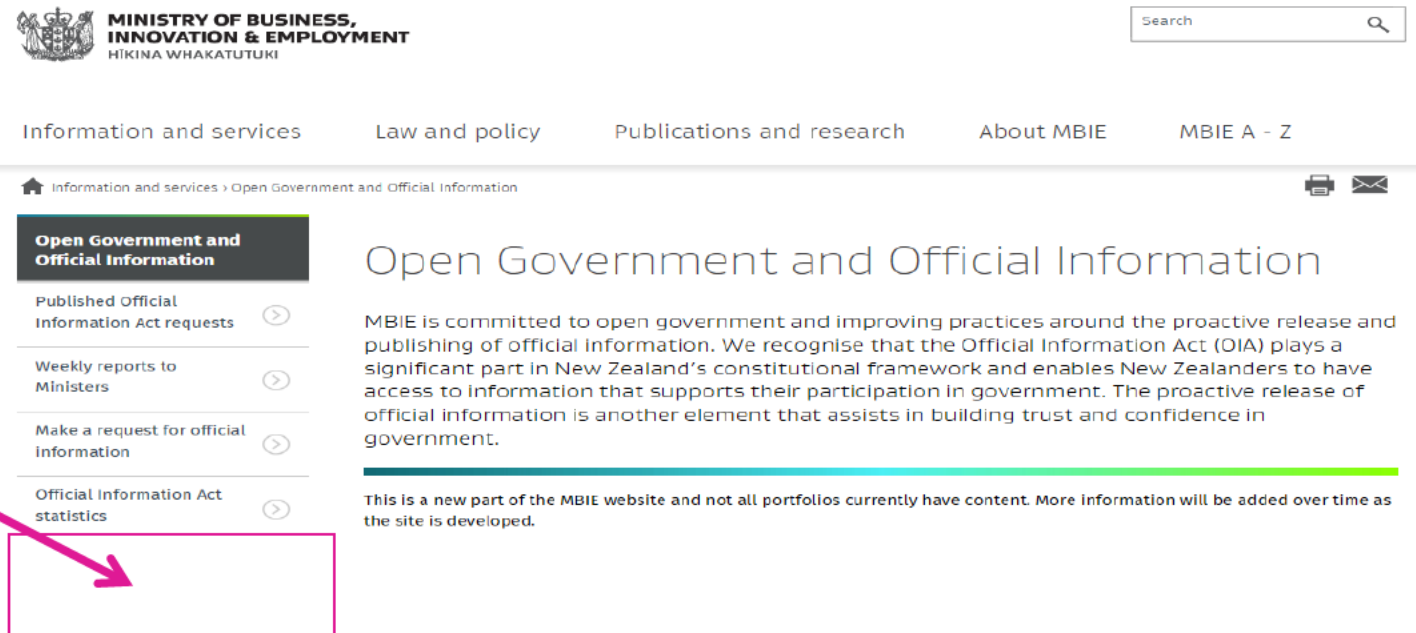 MINISTRY OF BUSINESS,
INNOVATION & EMPLOYMENT
HĪKINA WHAKATUTUKI
Search
Information and services
Law and policy
Publications and research
About MBIE
MBIE A - Z
Information and services › Open Government and Official Information
Open Government and
Official Information
Published Official
Information Act requests
Weekly reports to
Ministers
Make a request for official
information
Official Information Act
statistics
Open Government and Official Information
MBIE is committed to open government and improving practices around the proactive release and
publishing of official information. We recognise that the Official Information Act (OIA) plays a
significant part in New Zealand's constitutional framework and enables New Zealanders to have
access to information that supports their participation in government. The proactive release of
official information is another element that assists in building trust and confidence in
government.
This is a new part of the MBIE website and not all portfolios currently have content. More information will be added over time as
the site is developed.